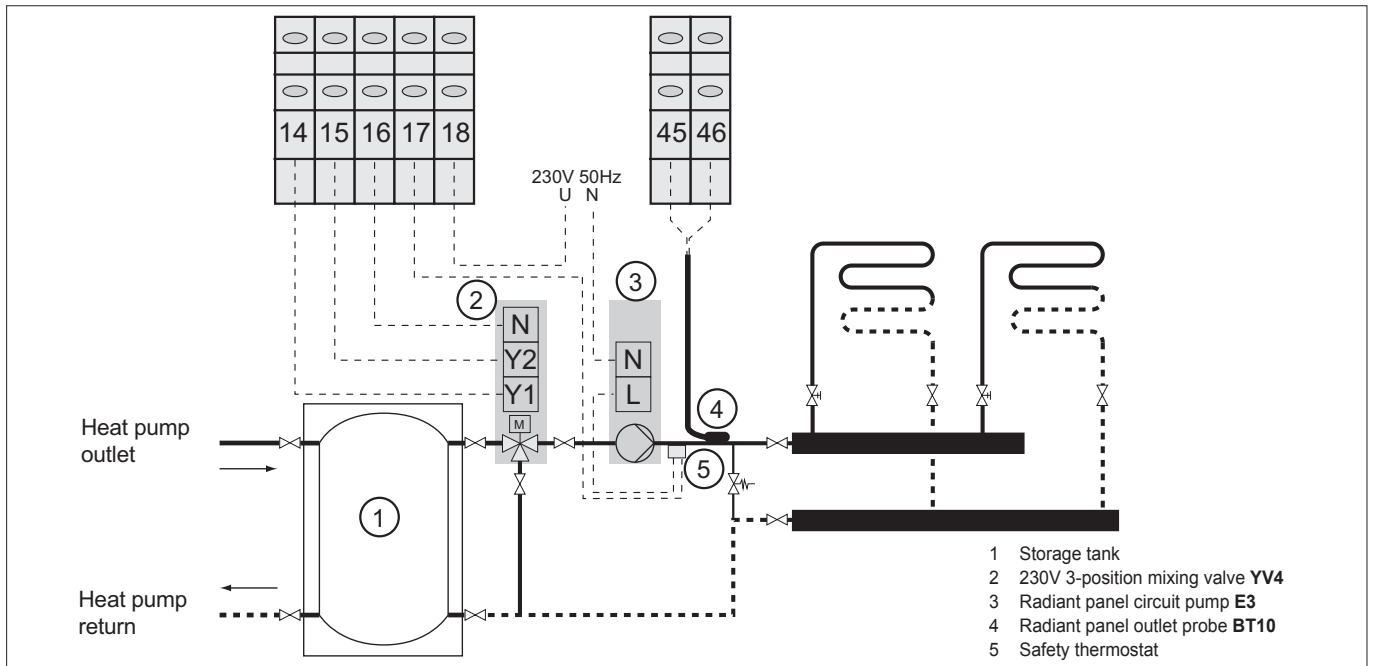 14 15 16 17 18
45 46
230V 50Hz
U N
3
2
N
Y2
Y1
M
N
L
4
5
Heat pump
outlet
1
Heat pump
return
1 Storage tank
2 230V 3-position mixing valve YV4
3 Radiant panel circuit pump E3
4 Radiant panel outlet probe BT10
5 Safety thermostat